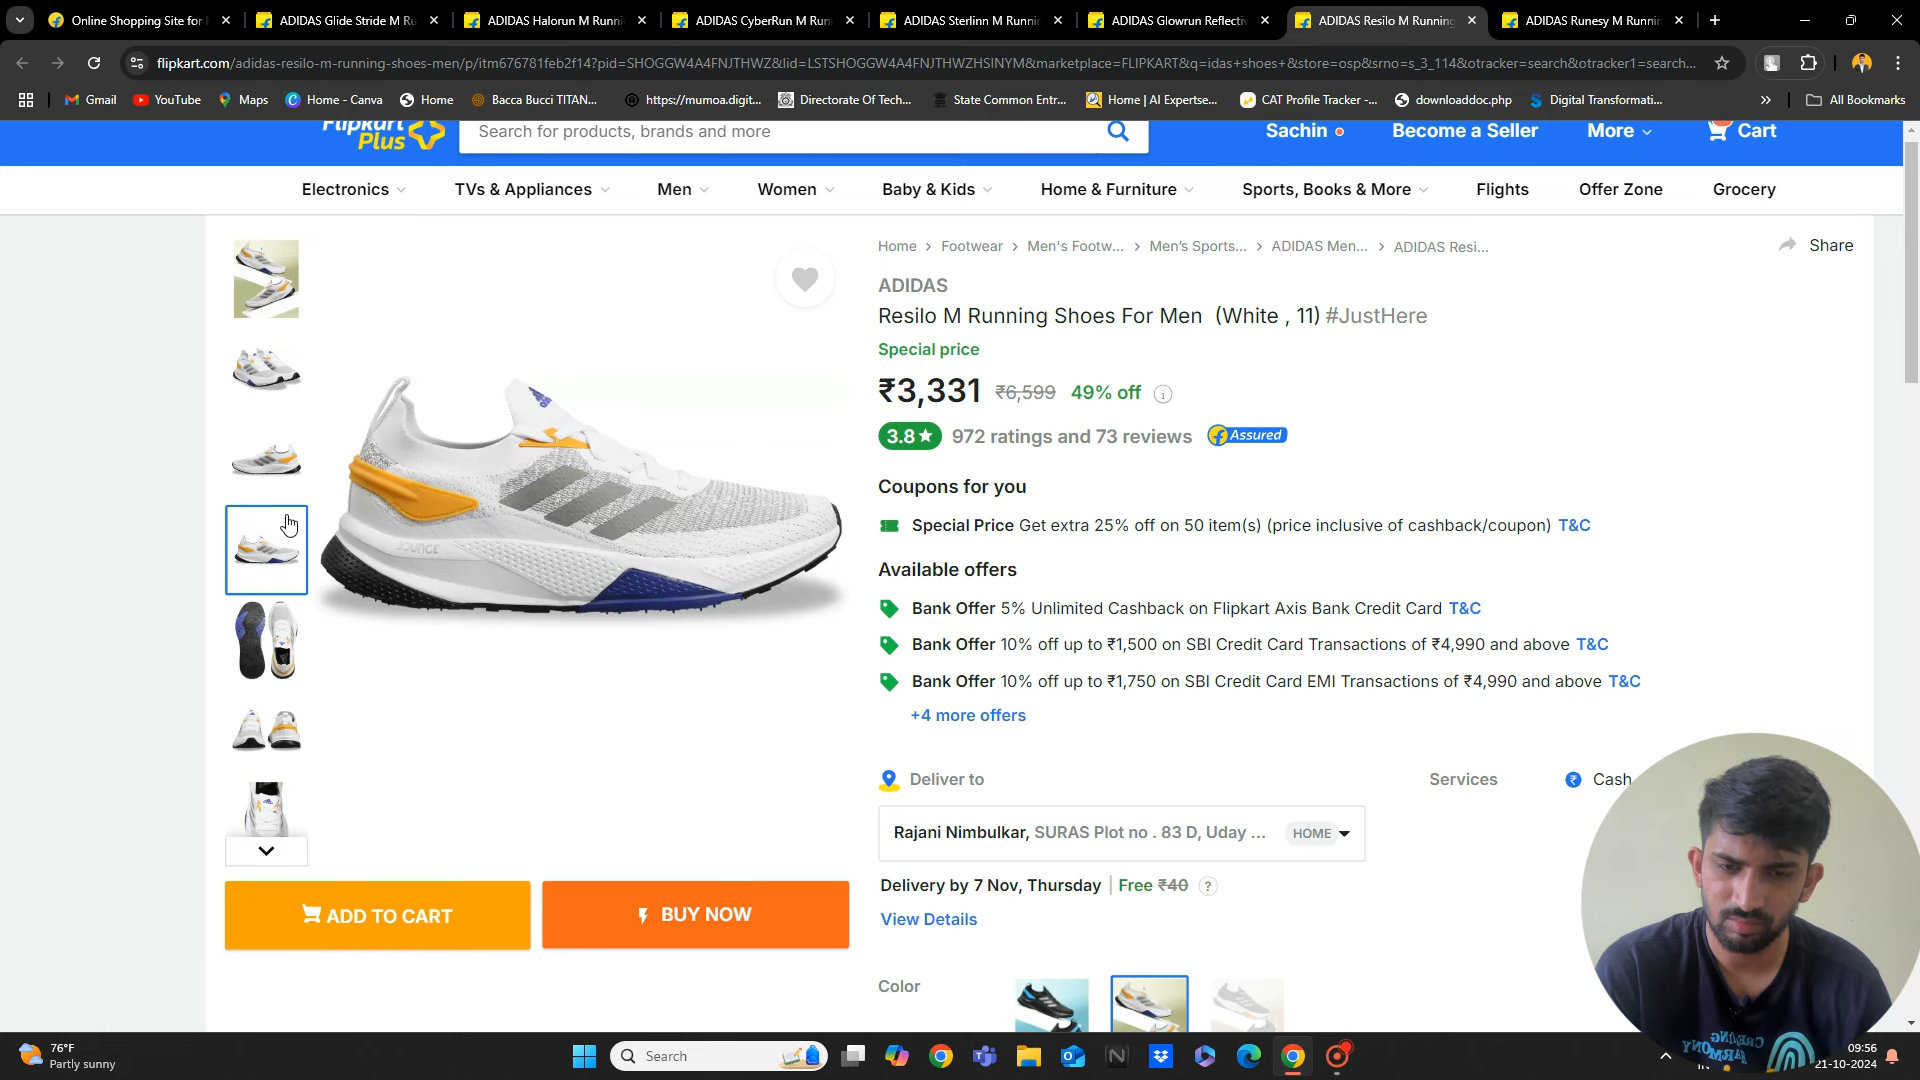 Online Shopping Site for
ADIDAS Glide Stride M Ru
ADIDAS Halorun M Runni
ADIDAS CyberRun M Run
ADIDAS Sterlinn M Runnin
ADIDAS Glowrun Reflectiv
ADIDAS Resilo M Running
ADIDAS Runesy M Runnin
flipkart.com/adidas-resilo-m-running-shoes-men/p/itm676781feb2f14?pid=SHOGGW4A4FNJTHWZ&lid=LSTSHOGGW4A4FNJTHWZHSINYM&marketplace=FLIPKART&q=idas+shoes+&store=osp&srno=s_3_114&otracker=search&otracker1=search...
Gmail
YouTube
Maps
Home - Canva
Home
Bacca Bucci TITAN...
https://mumoa.digit...
Directorate Of Tech...
State Common Entr...
Home | AI Expertse...
CAT Profile Tracker -...
downloaddoc.php
Digital Transformati...
All Bookmarks
Flipkart
Plus
Search for products, brands and more
Sachin
Become a Seller
More
Cart
Electronics
TVs & Appliances
Men
Women
Baby & Kids
Home & Furniture
Sports, Books & More
Flights
Offer Zone
Grocery
Home > Footwear > Men's Footw... > Men's Sports... > ADIDAS Men... > ADIDAS Resi...
Share
ADIDAS
Resilo M Running Shoes For Men (White , 11) #JustHere
Special price
₹3,331 ₹6,599 49% off
3.8★ 972 ratings and 73 reviews Assured
Coupons for you
Special Price Get extra 25% off on 50 item(s) (price inclusive of cashback/coupon) T&C
Available offers
Bank Offer 5% Unlimited Cashback on Flipkart Axis Bank Credit Card T&C
Bank Offer 10% off up to ₹1,500 on SBI Credit Card Transactions of ₹4,990 and above T&C
Bank Offer 10% off up to ₹1,750 on SBI Credit Card EMI Transactions of ₹4,990 and above T&C
+4 more offers
BOUNCE
Deliver to
Services
Cash
Rajani Nimbulkar, SURAS Plot no . 83 D, Uday ... HOME
Delivery by 7 Nov, Thursday | Free ₹40 ?
View Details
ADD TO CART
BUY NOW
Color
76°F
Partly sunny
Search
09:56
21-10-2024